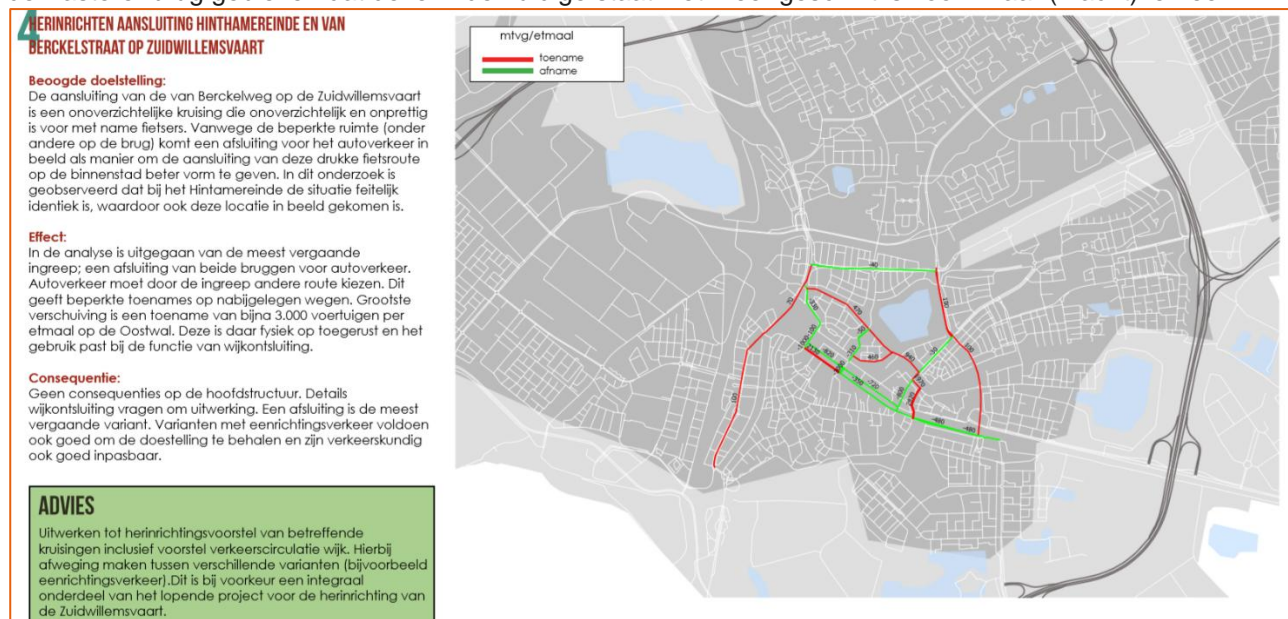 4
HERINRICHTEN AANSLUITING HINTHAMEREINDE EN VAN
BERCKELSTRAAT OP ZUIDWILLEMSVAART
Beoogde doelstelling:
De aansluiting van de van Berckelweg op de Zuidwillemsvaart
is een onoverzichtelijke kruising die onoverzichtelijk en onprettig
is voor met name fietsers. Vanwege de beperkte ruimte (onder
andere op de brug) komt een afsluiting voor het autoverkeer in
beeld als manier om de aansluiting van deze drukke fietsroute
op de binnenstad beter vorm te geven. In dit onderzoek is
geobserveerd dat bij het Hintamereinde de situatie feitelijk
identiek is, waardoor ook deze locatie in beeld gekomen is.
Effect:
In de analyse is uitgegaan van de meest vergaande
ingreep; een afsluiting van beide bruggen voor autoverkeer.
Autoverkeer moet door de ingreep andere route kiezen. Dit
geeft beperkte toenames op nabijgelegen wegen. Grootste
verschuiving is een toename van bijna 3.000 voertuigen per
etmaal op de Oostwal. Deze is daar fysiek op toegerust en het
gebruik past bij de functie van wijkontsluiting.
Consequentie:
Geen consequenties op de hoofdstructuur. Details
wijkontsluiting vragen om uitwerking. Een afsluiting is de meest
vergaande variant. Varianten met eenrichtingsverkeer voldoen
ook goed om de doestelling te behalen en zijn verkeerskundig
ook goed inpasbaar.
ADVIES
Uitwerken tot herinrichtingsvoorstel van betreffende
kruisingen inclusief voorstel verkeerscirculatie wijk. Hierbij
afweging maken tussen verschillende varianten (bijvoorbeeld
eenrichtingsverkeer).Dit is bij voorkeur een integraal
onderdeel van het lopende project voor de herinrichting van
de Zuidwillemsvaart.
mtvg/etmaal
toename
afname
-40
100
-480
-480